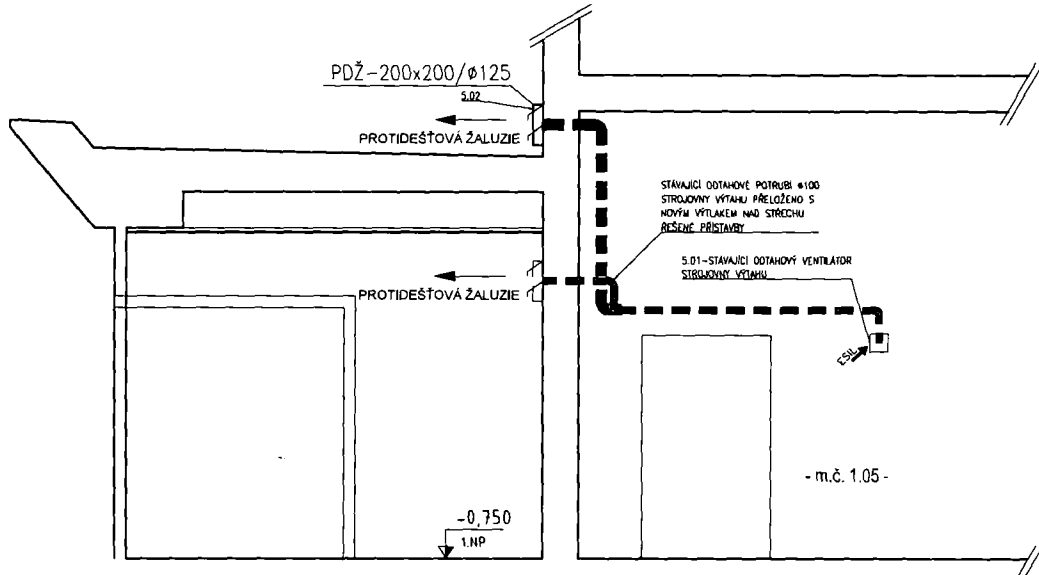 PDŽ-200x200/ø125
5.02
PROTIDEŠŤOVÁ ŽALUZIE
STÁVAJÍCÍ ODTAHOVÉ POTRUBÍ ø100
STROJOVNY VÝTAHU PŘELOŽENO S
NOVÝM VÝTLAKEM NAD STŘECHU
ŘEŠENÉ PŘÍSTAVBY
5.01-STÁVAJÍCÍ ODTAHOVÝ VENTILÁTOR
STROJOVNY VÝTAHU
PROTIDEŠŤOVÁ ŽALUZIE
- m.č. 1.05 -
-0,750
1.NP